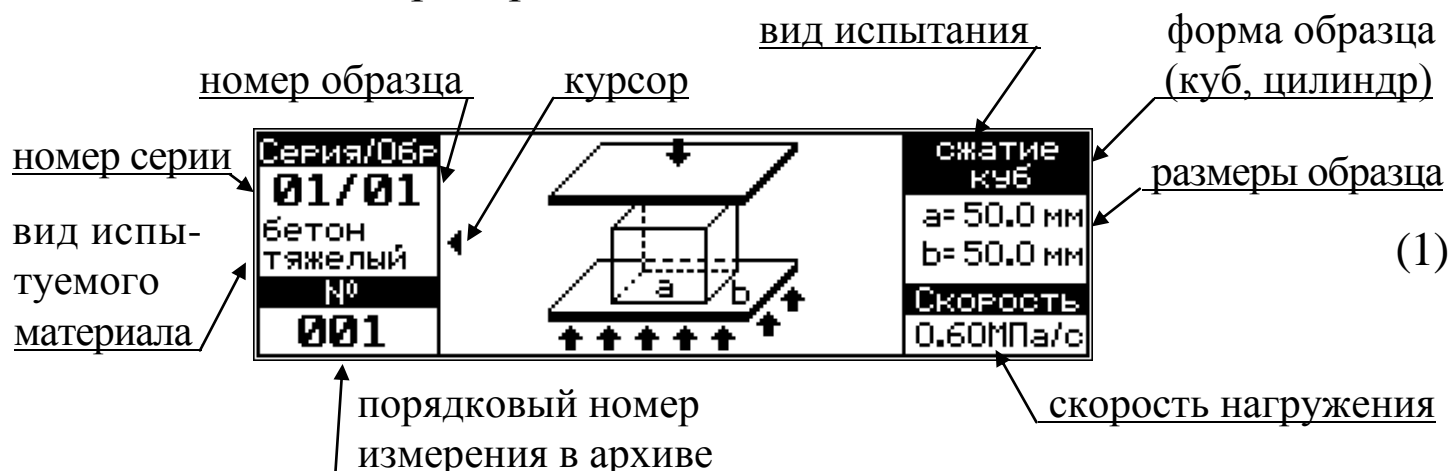 вид испытания
форма образца
(куб, цилиндр)
номер образца
курсор
номер серии
размеры образца
вид испы-
туемого
материала
Серия/Обр
01/01
бетон
тяжелый
№
001
a
b
сжатие
куб
a= 50.0 мм
b= 50.0 мм
Скорость
0.60МПа/с
(1)
порядковый номер
измерения в архиве
скорость нагружения